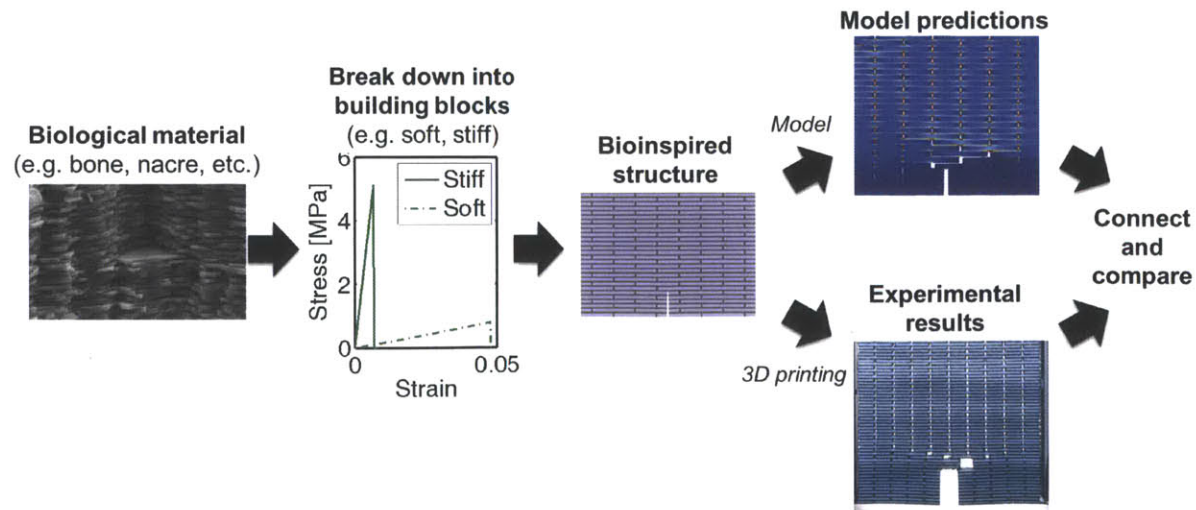 Biological material
(e.g. bone, nacre, etc.)
Break down into
building blocks
(e.g. soft, stiff)
Stress [MPa]
6
4
2
0
Stiff
Soft
0
0.05
Strain
Bioinspired
structure
Model
Model predictions
3D printing
Experimental
results
Connect
and
compare